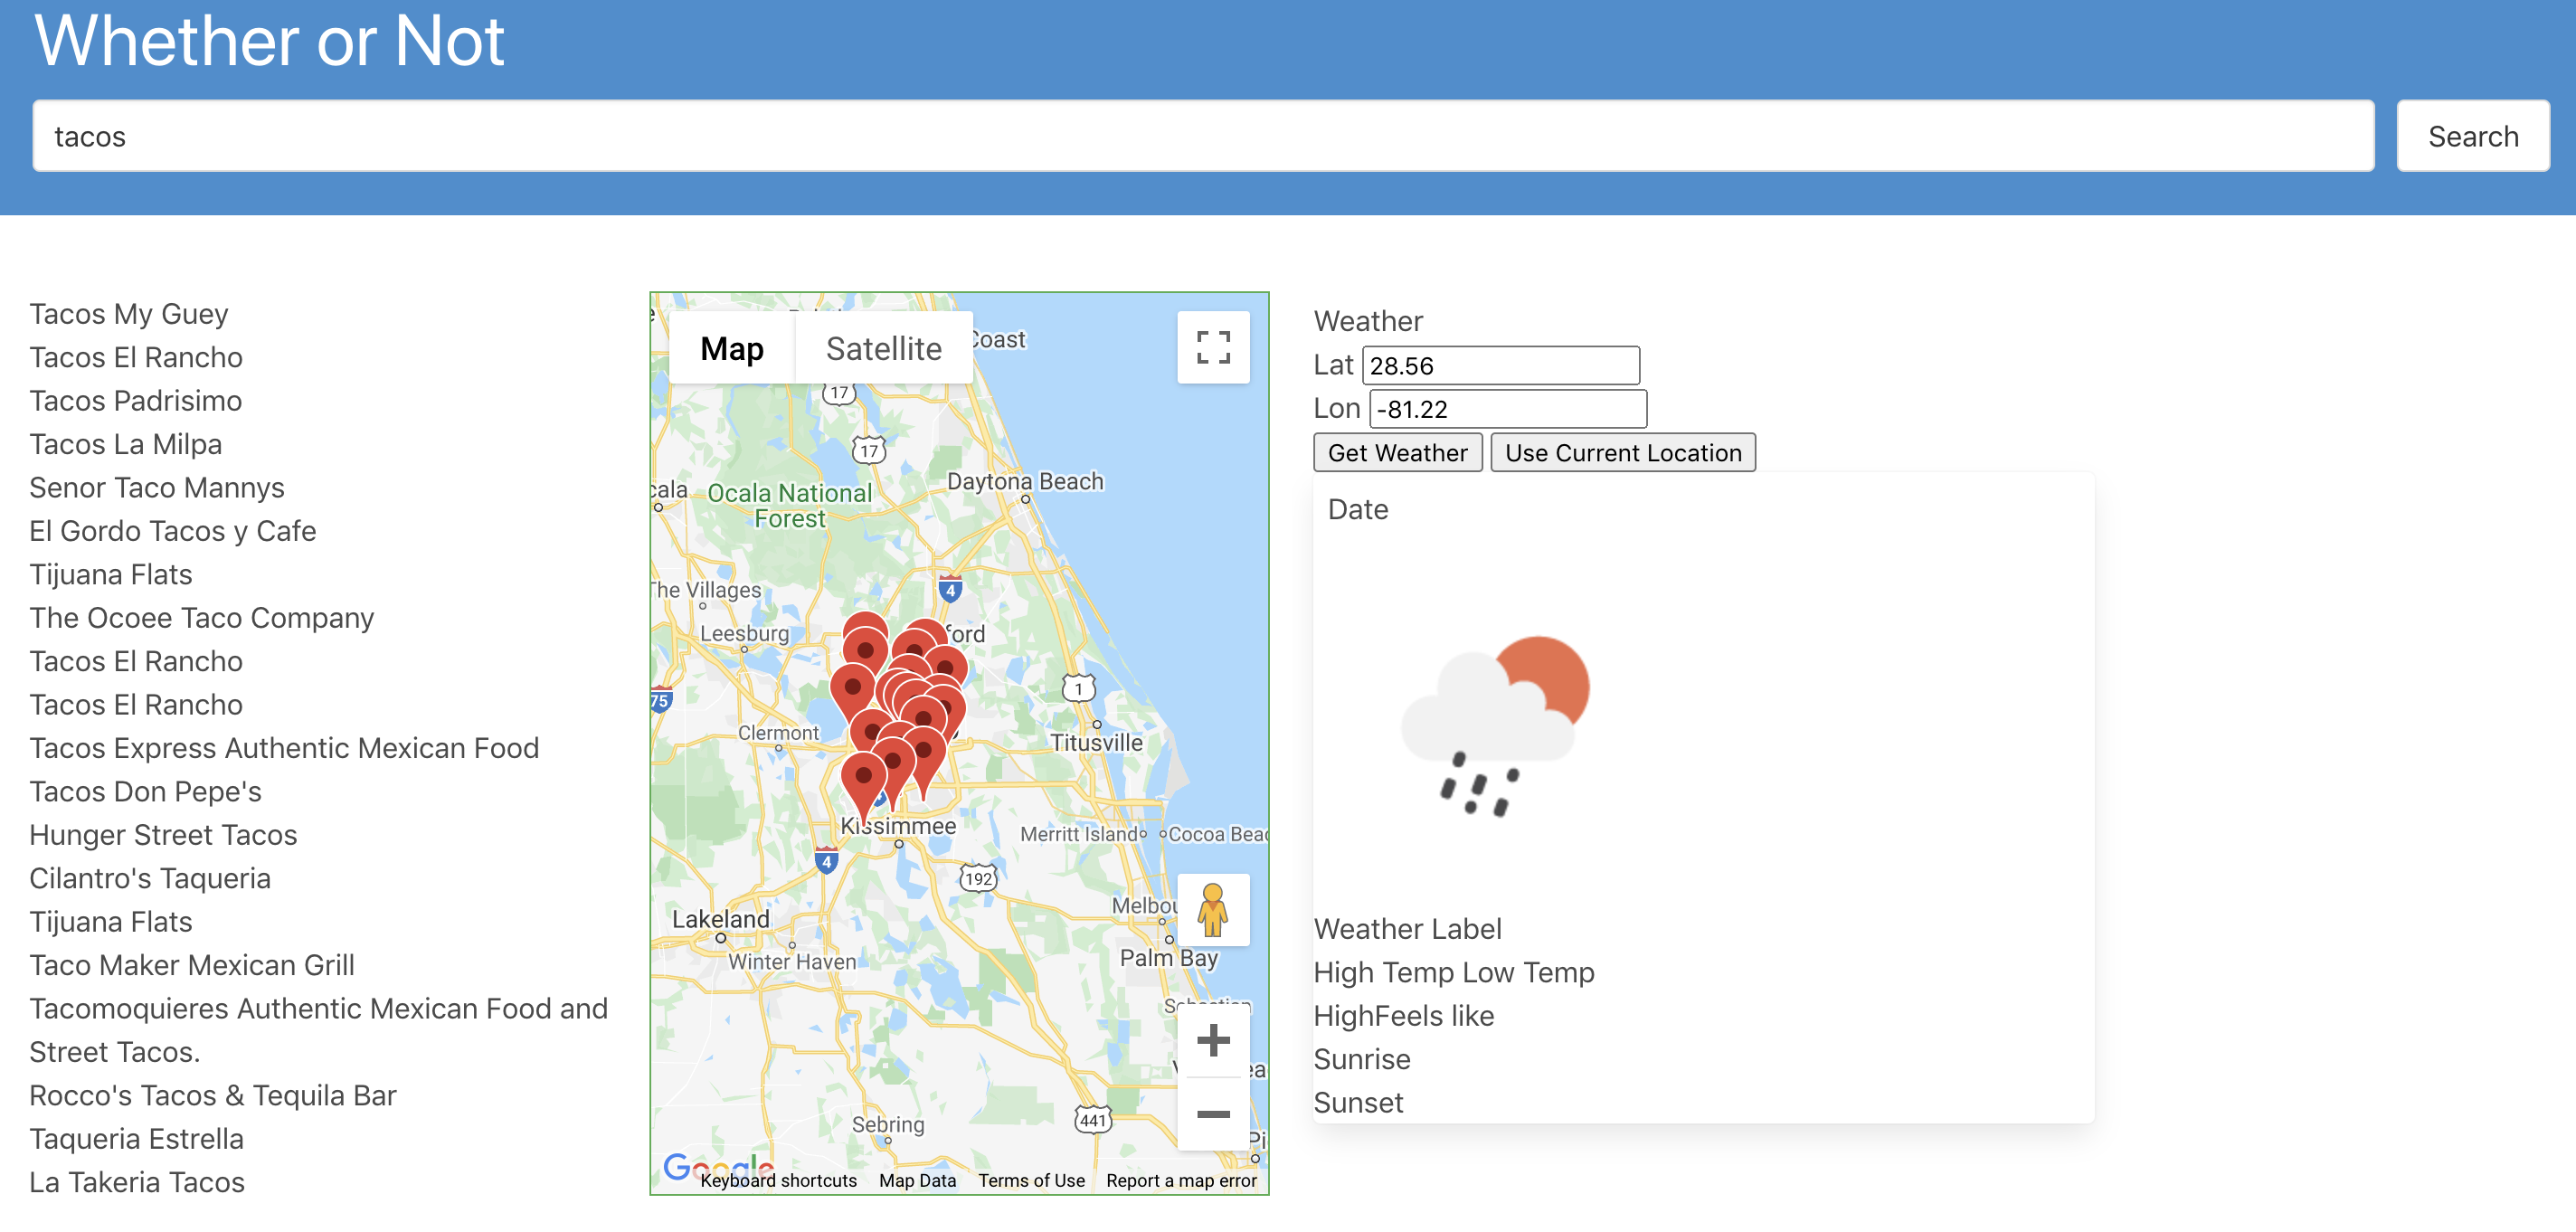 Whether or Not
tacos
Search
Tacos My Guey
Tacos El Rancho
Tacos Padrisimo
Tacos La Milpa
Senor Taco Mannys
El Gordo Tacos y Cafe
Tijuana Flats
The Ocoee Taco Company
Tacos El Rancho
Tacos El Rancho
Tacos Express Authentic Mexican Food
Tacos Don Pepe's
Hunger Street Tacos
Cilantro's Taqueria
Tijuana Flats
Taco Maker Mexican Grill
Tacomoquieres Authentic Mexican Food and
Street Tacos.
Rocco's Tacos & Tequila Bar
Taqueria Estrella
La Takeria Tacos
Map Satellite
Coast
17
17
Daytona Beach
cala
Ocala National
Forest
The Villages
4
Leesburg
ford
75
1
Clermont
Titusville
4
Kissimmee
Merritt Island
Cocoa Beac
4
192
Melbou
Lakeland
Winter Haven
Palm Bay
Sebastian
ea
441
Sebring
Pi
Google
Keyboard shortcuts Map Data Terms of Use Report a map error
Weather
Lat 28.56
Lon -81.22
Get Weather Use Current Location
Date
Weather Label
High Temp Low Temp
HighFeels like
Sunrise
Sunset